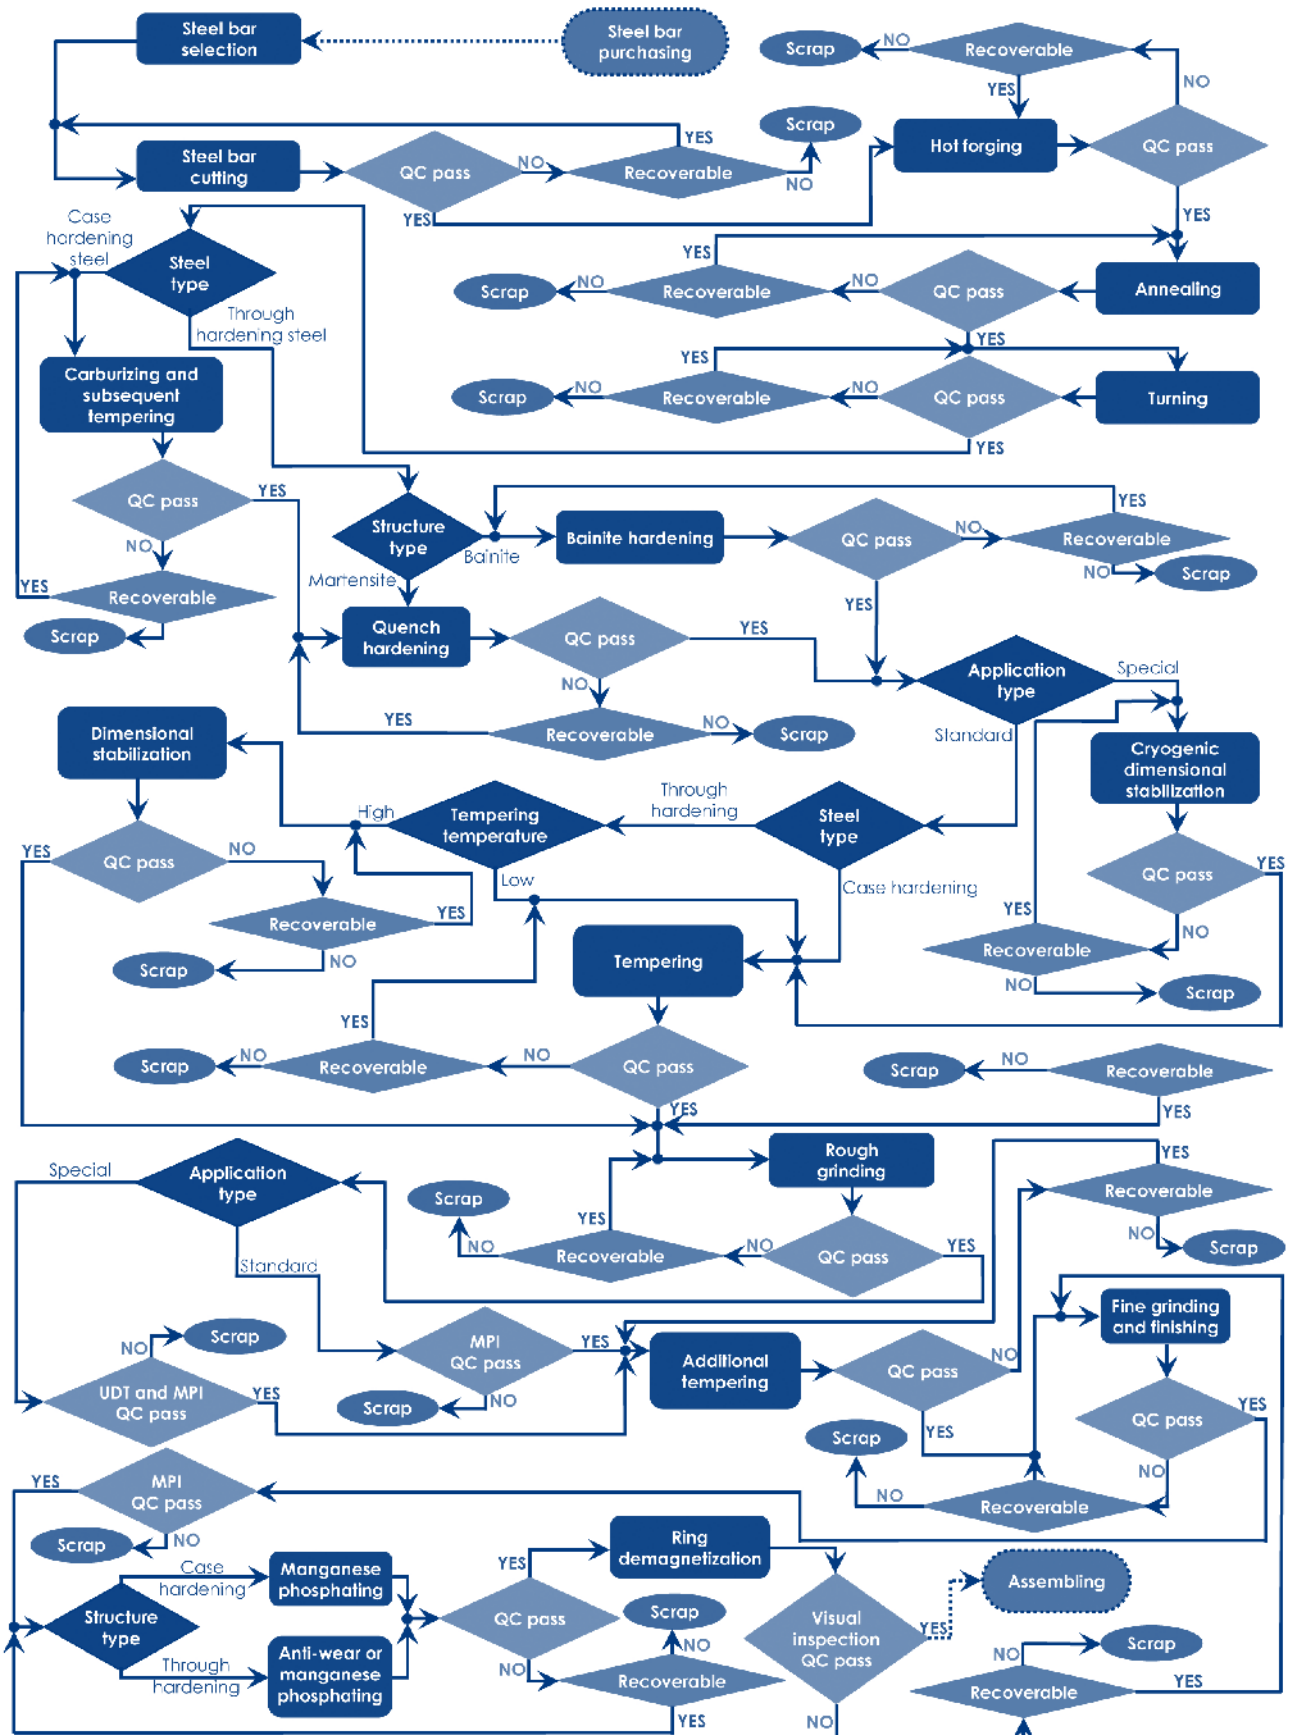 Steel bar
selection
Steel bar
purchasing
Scrap
NO
Recoverable
YES
NO
Hot forging
QC pass
YES
YES
Scrap
Steel bar
cutting
QC pass
NO
Recoverable
NO
YES
Case
hardening
steel
Steel
type
Through
hardening steel
YES
Scrap
NO
Recoverable
NO
QC pass
Annealing
YES
YES
Scrap
NO
Recoverable
NO
QC pass
Turning
YES
Carburizing and
subsequent
tempering
QC pass
YES
NO
YES
Recoverable
Scrap
Structure
type
Bainite
Martensite
Bainite hardening
QC pass
NO
YES
Recoverable
NO
Scrap
YES
Quench
hardening
QC pass
YES
NO
YES
Recoverable
NO
Scrap
Application
type
Special
Standard
Dimensional
stabilization
Cryogenic
dimensional
stabilization
High
Tempering
temperature
Low
Through
hardening
Steel
type
Case hardening
YES
QC pass
NO
Recoverable
YES
NO
Scrap
QC pass
YES
NO
YES
Recoverable
NO
Scrap
Tempering
YES
Scrap
NO
Recoverable
NO
QC pass
YES
Scrap
NO
Recoverable
YES
Special
Application
type
Standard
Rough
grinding
Scrap
NO
YES
Recoverable
NO
QC pass
YES
YES
Recoverable
NO
Scrap
NO
Scrap
UDT and MPI
QC pass
YES
MPI
QC pass
YES
NO
Scrap
Additional
tempering
QC pass
NO
YES
Fine grinding
and finishing
QC pass
YES
NO
Scrap
NO
Recoverable
YES
MPI
QC pass
NO
Scrap
Case
hardening
Structure
type
Through
hardening
Manganese
phosphating
Anti-wear or
manganese
phosphating
QC pass
YES
NO
Ring
demagnetization
Scrap
NO
Recoverable
YES
Visual
inspection
QC pass
YES
NO
Assembling
Scrap
NO
Recoverable
YES